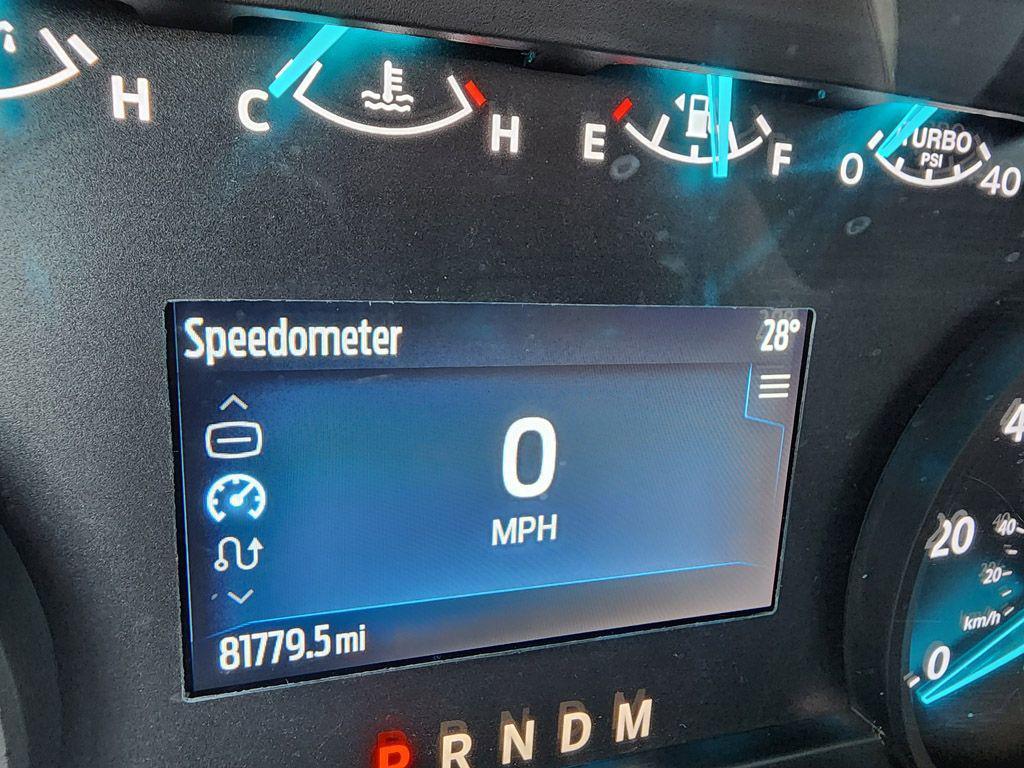 H
C
H
E
F
TURBO
PSI
0
40
Speedometer
28°
0
MPH
81779.5 mi
P R N D M
20
40
20
km/h
0